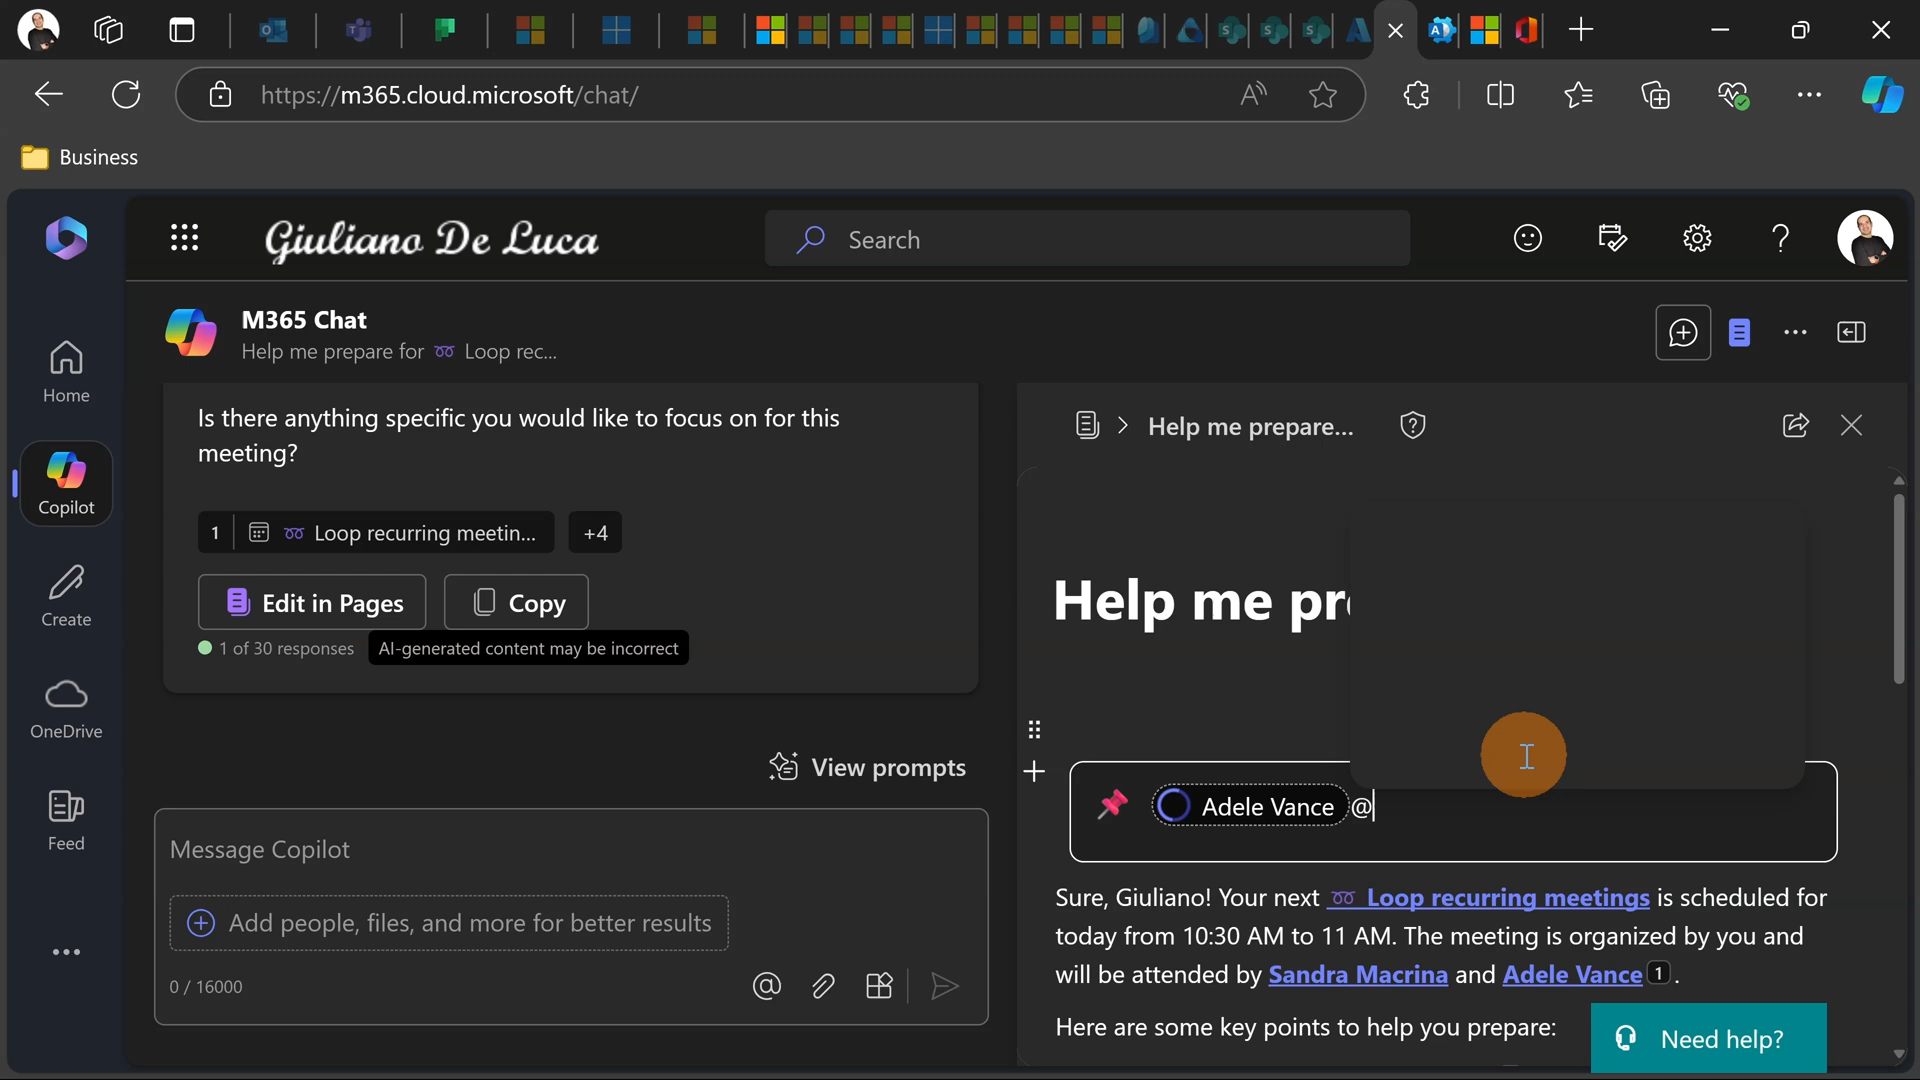 https://m365.cloud.microsoft/chat/
Business
Giuliano De Luca
Search
M365 Chat
Help me prepare for Loop rec...
Home
Copilot
Create
OneDrive
Feed
Is there anything specific you would like to focus on for this
meeting?
1 Loop recurring meetin... +4
Edit in Pages Copy
1 of 30 responses AI-generated content may be incorrect
View prompts
Message Copilot
Add people, files, and more for better results
0 / 16000
Help me prepare...
Help me pr
Adele Vance @
Sure, Giuliano! Your next Loop recurring meetings is scheduled for
today from 10:30 AM to 11 AM. The meeting is organized by you and
will be attended by Sandra Macrina and Adele Vance 1 .
Here are some key points to help you prepare:
Need help?